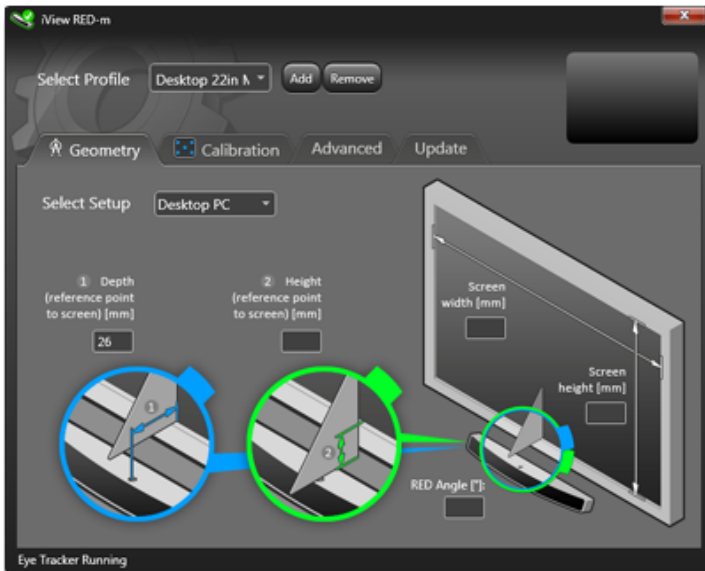 iView RED-m
x
Select Profile
Desktop 22in M
Add
Remove
Geometry
Calibration
Advanced
Update
Select Setup
Desktop PC
1 Depth
(reference point
to screen) [mm]
26
2 Height
(reference point
to screen) [mm]
Screen
width [mm]
Screen
height [mm]
1
2
RED Angle [°]:
Eye Tracker Running